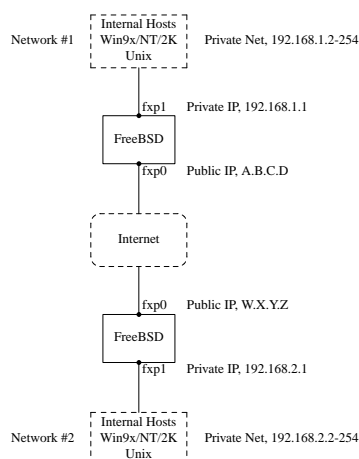 Internal Hosts
Network #1 Win9x/NT/2K Private Net, 192.168.1.2-254
Unix
fxp1 Private IP, 192.168.1.1
FreeBSD
fxp0 Public IP, A.B.C.D
Internet
fxp0 Public IP, W.X.Y.Z
FreeBSD
fxp1 Private IP, 192.168.2.1
Internal Hosts
Network #2 Win9x/NT/2K Private Net, 192.168.2.2-254
Unix